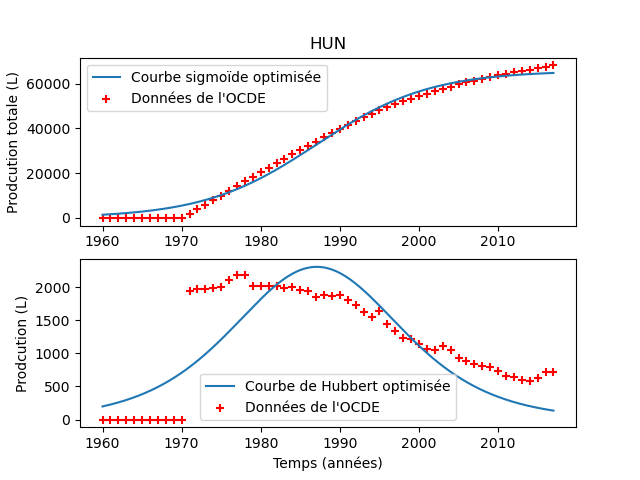 HUN
Prodcution totale (L)
60000
40000
20000
0
Courbe sigmoïde optimisée
Données de l'OCDE
1960 1970 1980 1990 2000 2010
Prodcution (L)
2000
1500
1000
500
0
Courbe de Hubbert optimisée
Données de l'OCDE
1960 1970 1980 1990 2000 2010
Temps (années)